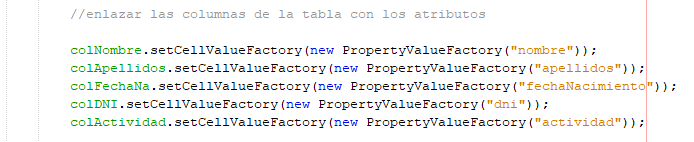 //enlazar las columnas de la tabla con los atributos
colNombre.setCellValueFactory(new PropertyValueFactory("nombre"));
colApellidos.setCellValueFactory(new PropertyValueFactory("apellidos"));
colFechaNa.setCellValueFactory(new PropertyValueFactory("fechaNacimiento"));
colDNI.setCellValueFactory(new PropertyValueFactory("dni"));
colActividad.setCellValueFactory(new PropertyValueFactory("actividad"));